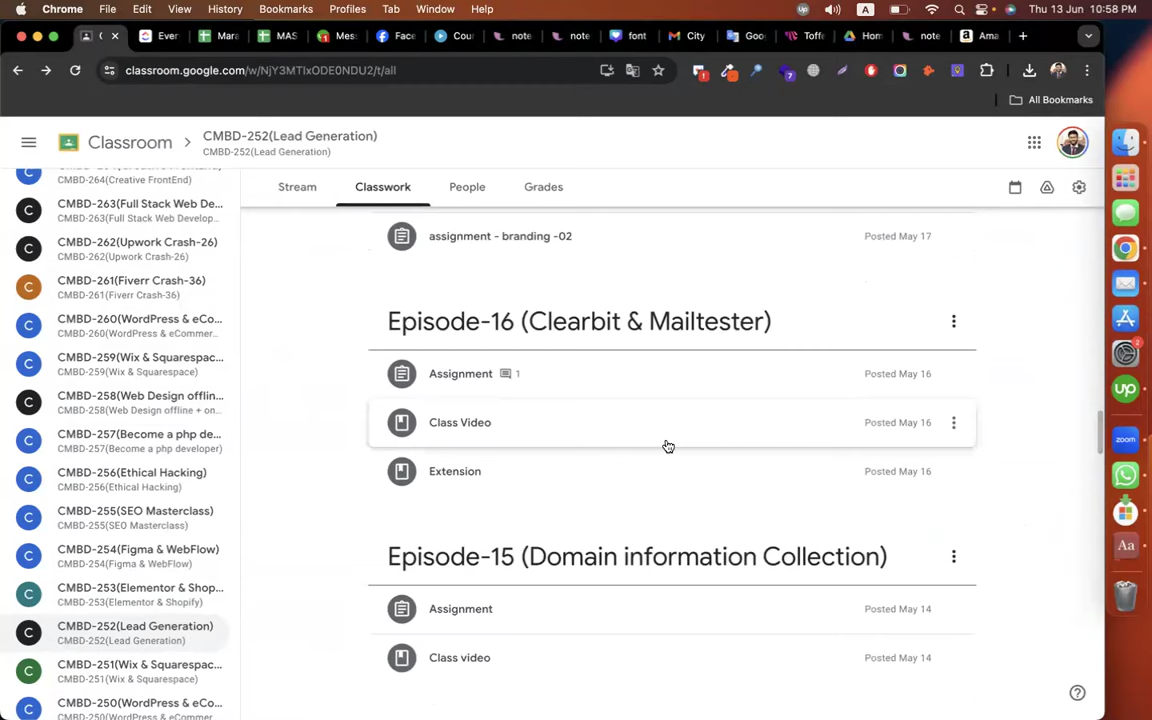 Chrome File Edit View History Bookmarks Profiles Tab Window Help
A
Thu 13 Jun 10:58 PM
Ever
Mara
MAS
Mess
Face
Cour
note
note
font
City
Goo
Toffe
Hom
note
Ama
classroom.google.com/w/NjY3MTIxODE0NDU2/t/all
7
All Bookmarks
Classroom
CMBD-252(Lead Generation)
CMBD-252(Lead Generation)
CMBD-264(Creative FrontEnd)
CMBD-263(Full Stack Web De...
CMBD-263(Full Stack Web Develop...
CMBD-262(Upwork Crash-26)
CMBD-262(Upwork Crash-26)
CMBD-261(Fiverr Crash-36)
CMBD-261(Fiverr Crash-36)
CMBD-260(WordPress & eCo...
CMBD-260(WordPress & eCommer...
CMBD-259(Wix & Squarespac...
CMBD-259(Wix & Squarespace)
CMBD-258(Web Design offlin...
CMBD-258(Web Design offline + on...
CMBD-257(Become a php de...
CMBD-257(Become a php developer)
CMBD-256(Ethical Hacking)
CMBD-256(Ethical Hacking)
CMBD-255(SEO Masterclass)
CMBD-255(SEO Masterclass)
CMBD-254(Figma & WebFlow)
CMBD-254(Figma & WebFlow)
CMBD-253(Elementor & Shop...
CMBD-253(Elementor & Shopify)
CMBD-252(Lead Generation)
CMBD-252(Lead Generation)
CMBD-251(Wix & Squarespac...
CMBD-251(Wix & Squarespace)
CMBD-250(WordPress & eCo...
CMBD-250(WordPress & eCommer...
Stream Classwork People Grades
assignment - branding -02 Posted May 17
Episode-16 (Clearbit & Mailtester)
Assignment 1 Posted May 16
Class Video Posted May 16
Extension Posted May 16
Episode-15 (Domain information Collection)
Assignment Posted May 14
Class video Posted May 14
2
up
zoom
Aa